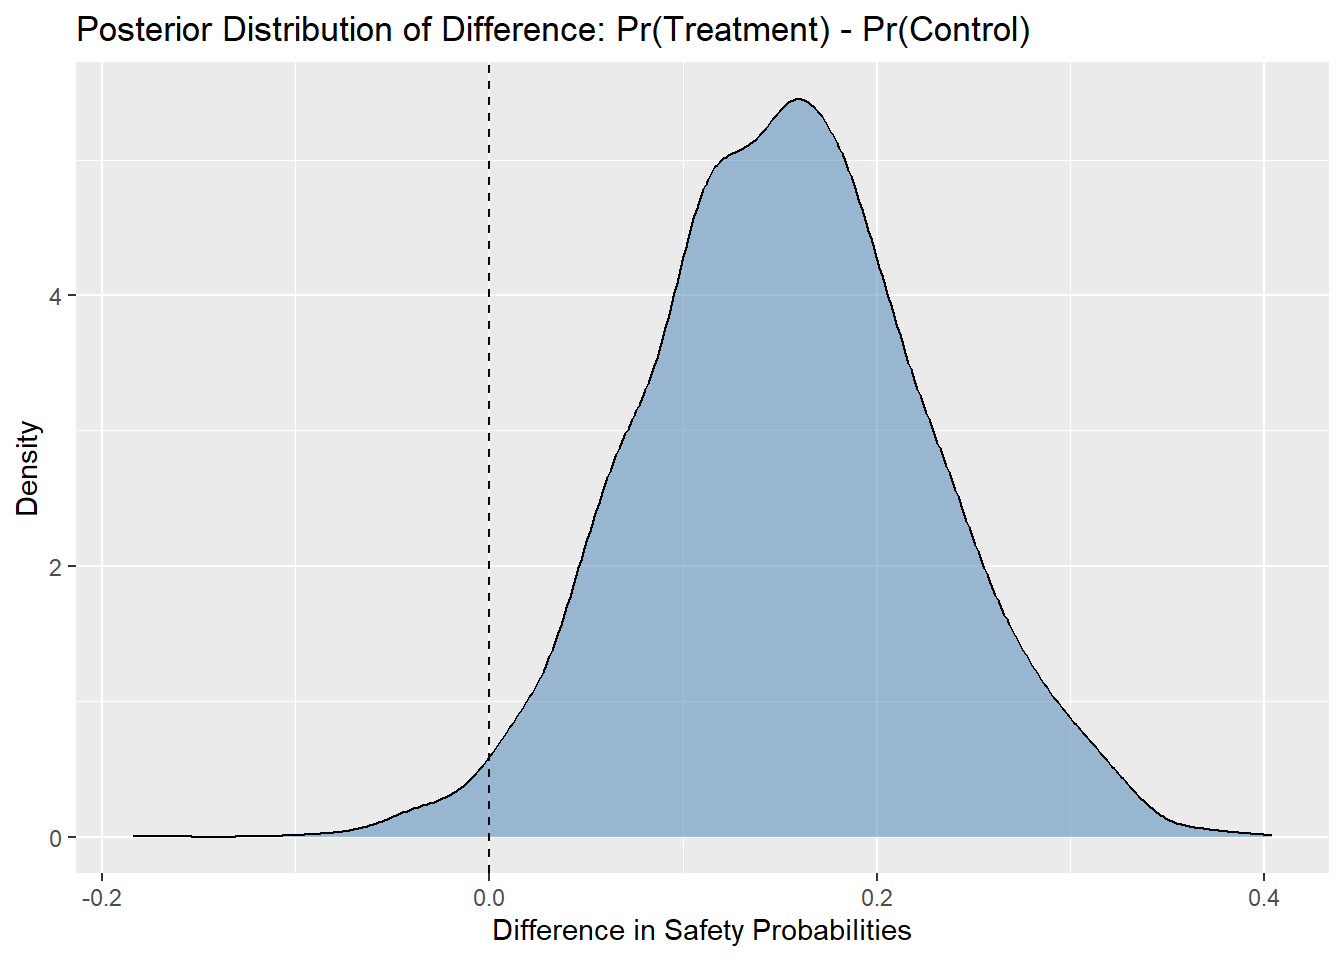 Posterior Distribution of Difference: Pr(Treatment) - Pr(Control)
Density
4
2
0
-0.2 0.0 0.2 0.4
Difference in Safety Probabilities